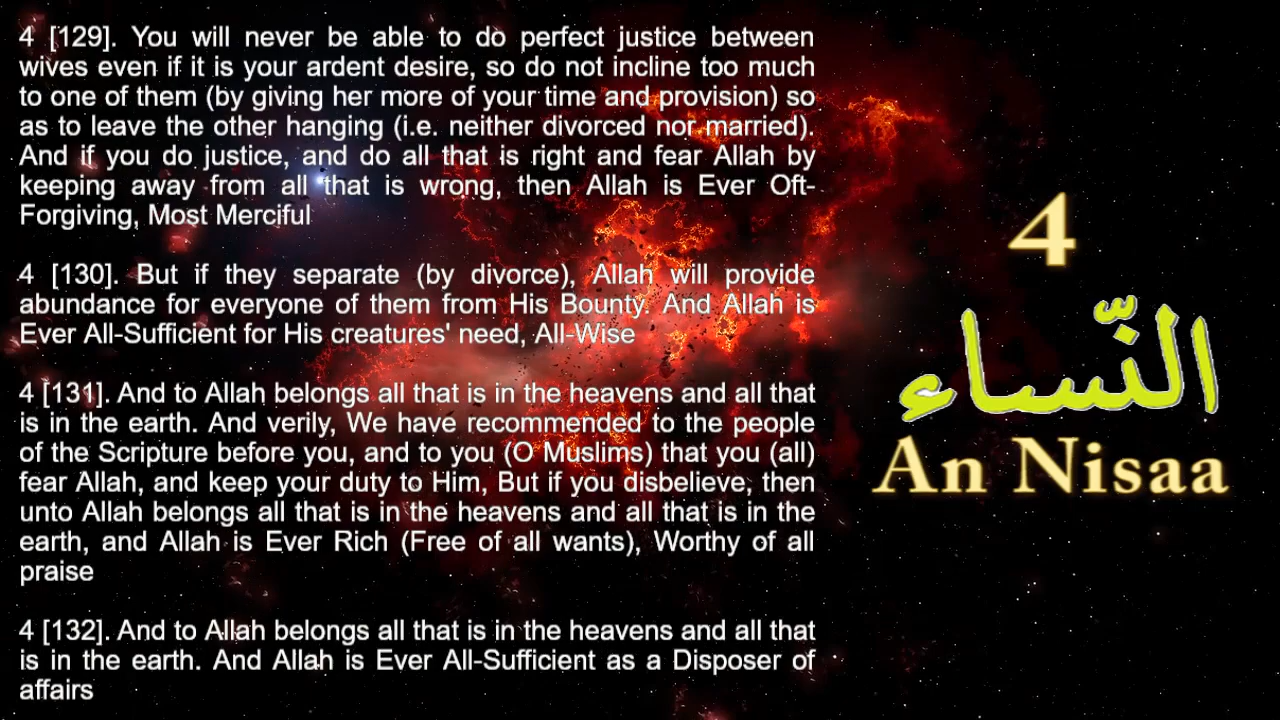 4 [129]. You will never be able to do perfect justice between
wives even if it is your ardent desire, so do not incline too much
to one of them (by giving her more of your time and provision) so
as to leave the other hanging (i.e. neither divorced nor married).
And if you do justice, and do all that is right and fear Allah by
keeping away from all that is wrong, then Allah is Ever Oft-
Forgiving, Most Merciful
4 [130]. But if they separate (by divorce), Allah will provide
abundance for everyone of them from His Bounty. And Allah is
Ever All-Sufficient for His creatures' need, All-Wise
4 [131]. And to Allah belongs all that is in the heavens and all that
is in the earth. And verily, We have recommended to the people
of the Scripture before you, and to you (O Muslims) that you (all)
fear Allah, and keep your duty to Him, But if you disbelieve, then
unto Allah belongs all that is in the heavens and all that is in the
earth, and Allah is Ever Rich (Free of all wants), Worthy of all
praise
4 [132]. And to Allah belongs all that is in the heavens and all that
is in the earth. And Allah is Ever All-Sufficient as a Disposer of
affairs
4
النّساء
An Nisaa